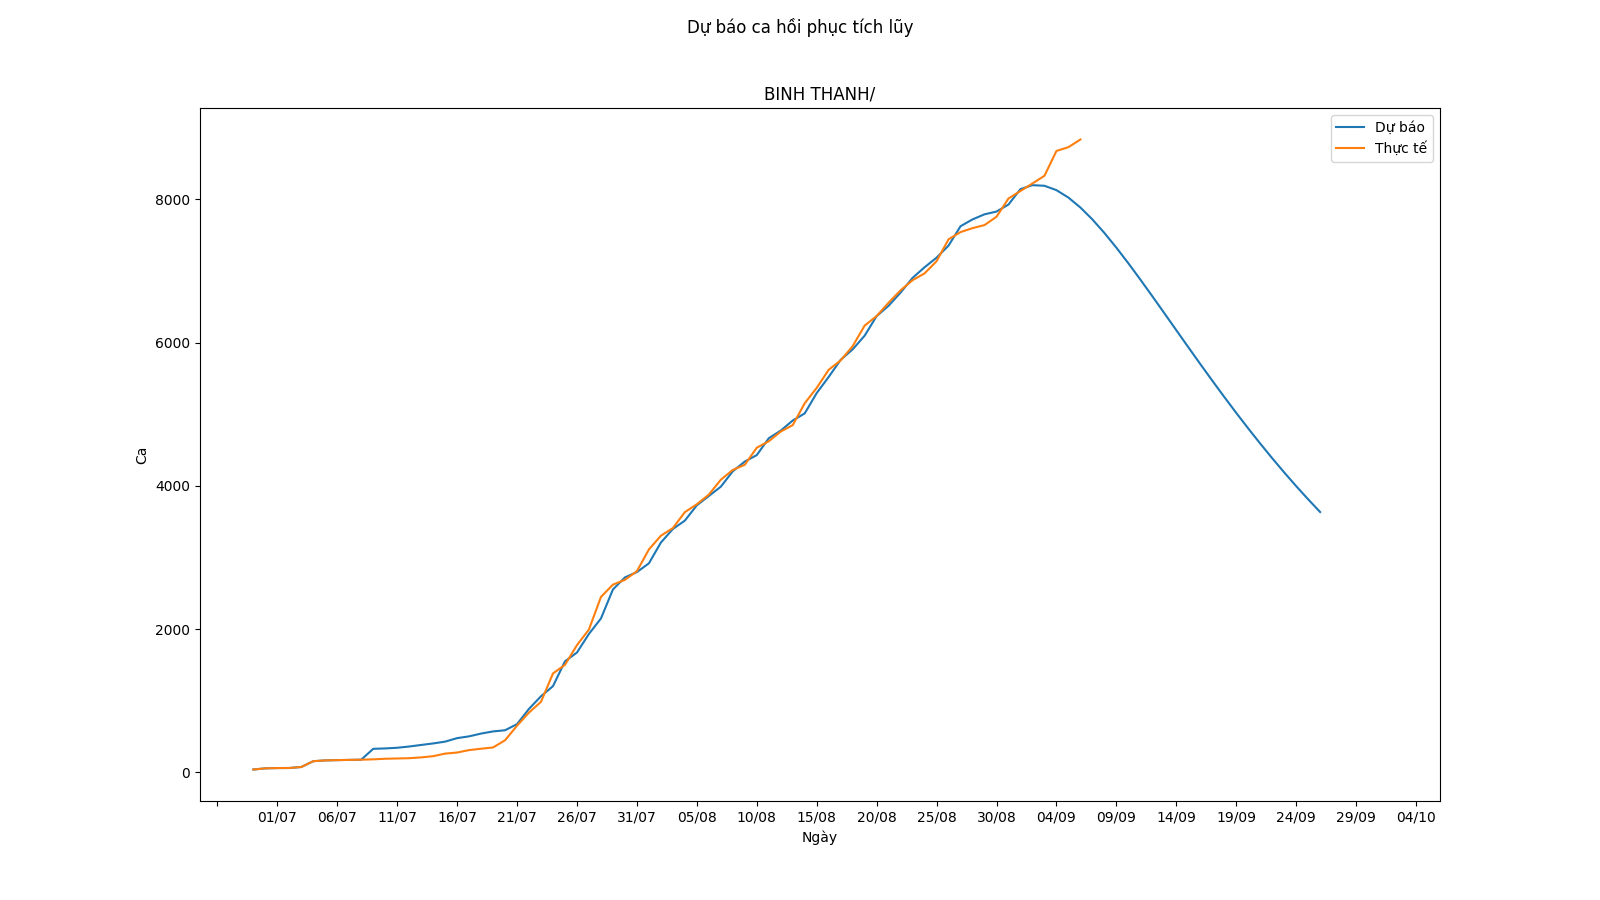 Dự báo ca hồi phục tích lũy
BINH THANH/
Dự báo
Thực tế
8000
6000
4000
2000
0
Ca
01/07 06/07 11/07 16/07 21/07 26/07 31/07 05/08 10/08 15/08 20/08 25/08 30/08 04/09 09/09 14/09 19/09 24/09 29/09 04/10
Ngày